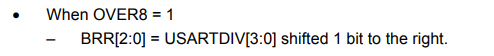 • When OVER8 = 1
– BRR[2:0] = USARTDIV[3:0] shifted 1 bit to the right.